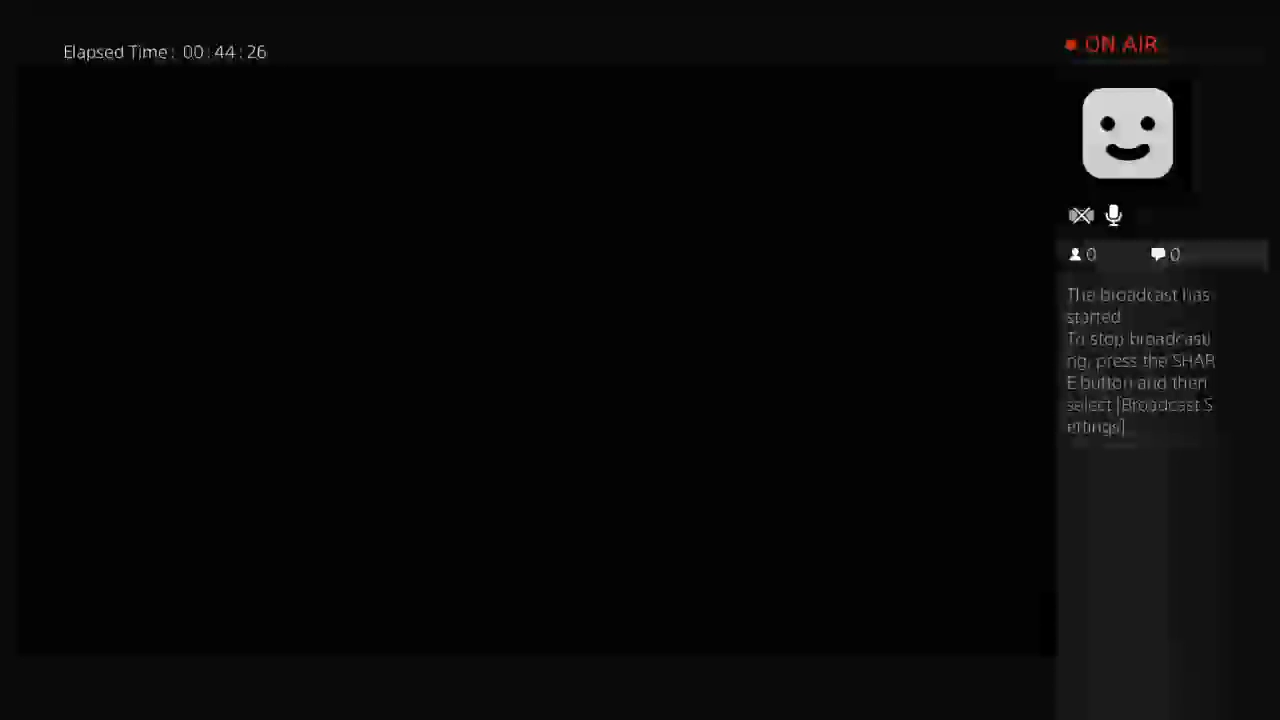 Elapsed Time: 00:44:26
ON AIR
0 0
The broadcast has
started
To stop broadcasti
ng, press the SHAR
E button and then
select [Broadcast S
ettings]